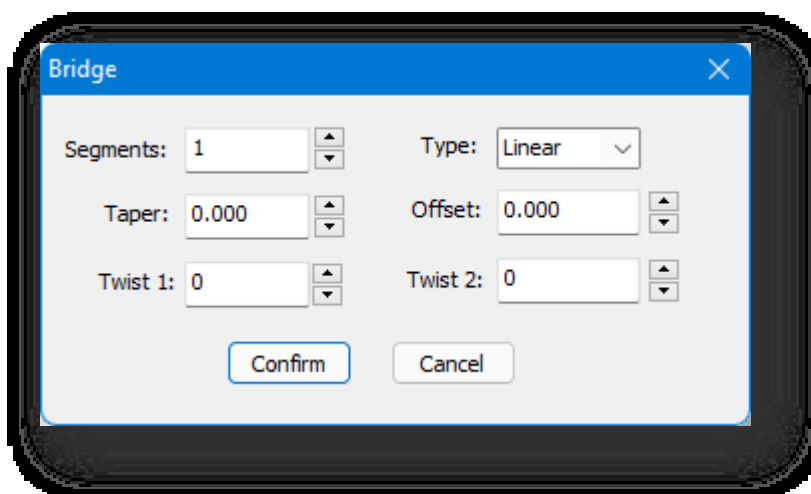 Bridge
Segments: 1 Type: Linear
Taper: 0.000 Offset: 0.000
Twist 1: 0 Twist 2: 0
Confirm Cancel